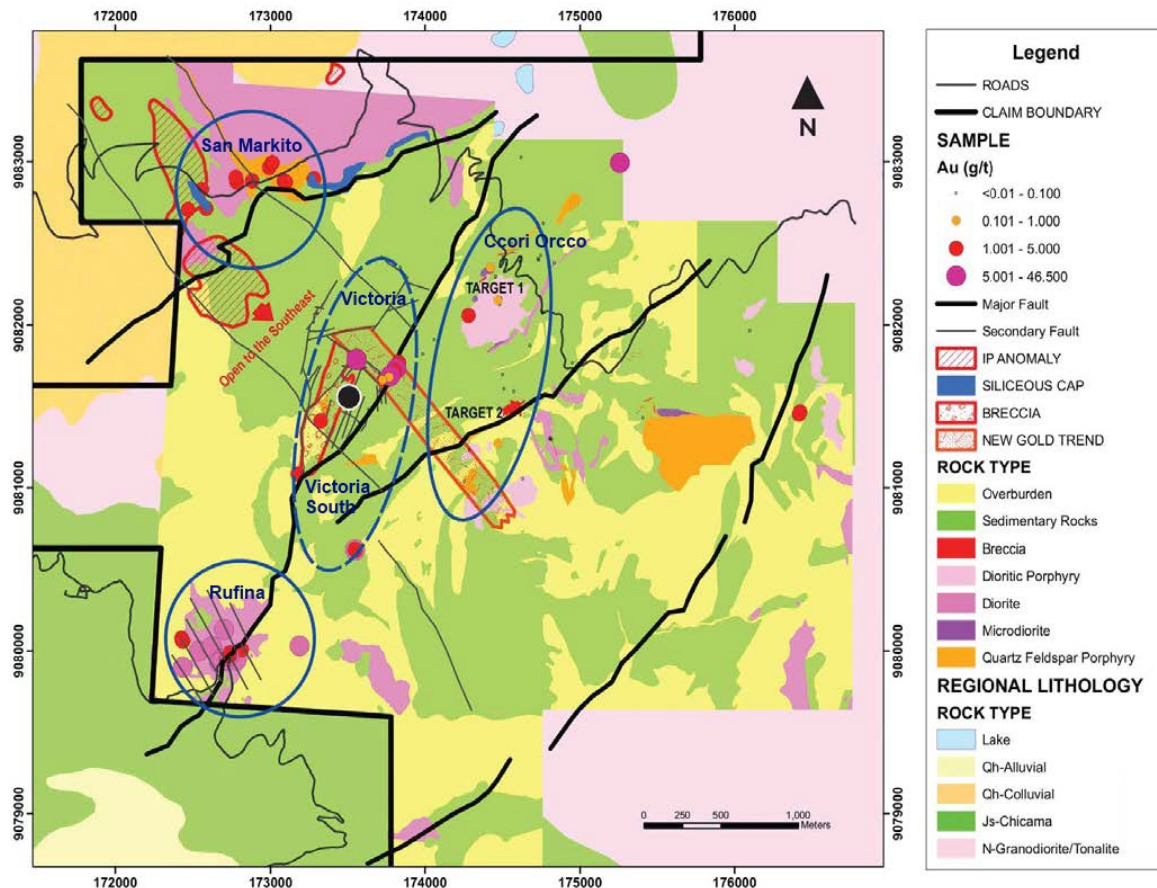 172000 173000 174000 175000 176000
9083000
9082000
9081000
9080000
9079000
N
San Markito
Ccori Orcco
TARGET 1
Victoria
Open to the Southeast
TARGET 2
Victoria
South
Rufina
0 250 500 1,000
Meters
172000 173000 174000 175000 176000
9083000
9082000
9081000
9080000
9079000
Legend
ROADS
CLAIM BOUNDARY
SAMPLE
Au (g/t)
<0.01 - 0.100
0.101 - 1.000
1.001 - 5.000
5.001 - 46.500
Major Fault
Secondary Fault
IP ANOMALY
SILICEOUS CAP
BRECCIA
NEW GOLD TREND
ROCK TYPE
Overburden
Sedimentary Rocks
Breccia
Dioritic Porphyry
Diorite
Microdiorite
Quartz Feldspar Porphyry
REGIONAL LITHOLOGY
ROCK TYPE
Lake
Qh-Alluvial
Qh-Colluvial
Js-Chicama
N-Granodiorite/Tonalite